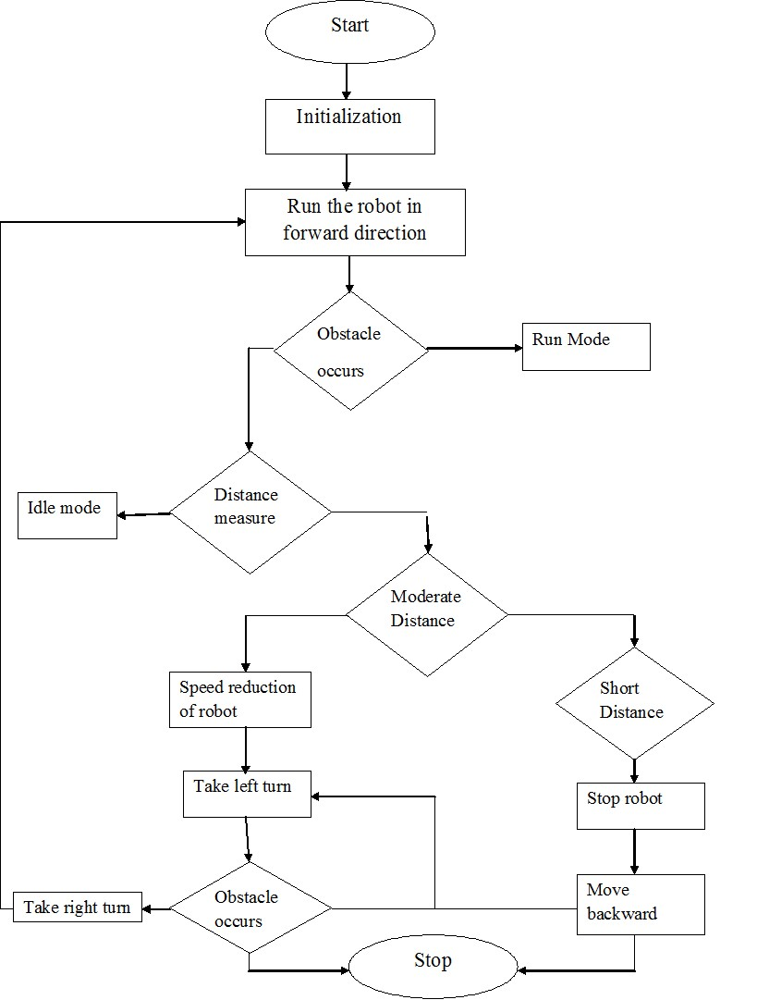 Start
Initialization
Run the robot in
forward direction
Obstacle
occurs
Run Mode
Distance
measure
Idle mode
Moderate
Distance
Speed reduction
of robot
Short
Distance
Take left turn
Stop robot
Obstacle
occurs
Take right turn
Move
backward
Stop